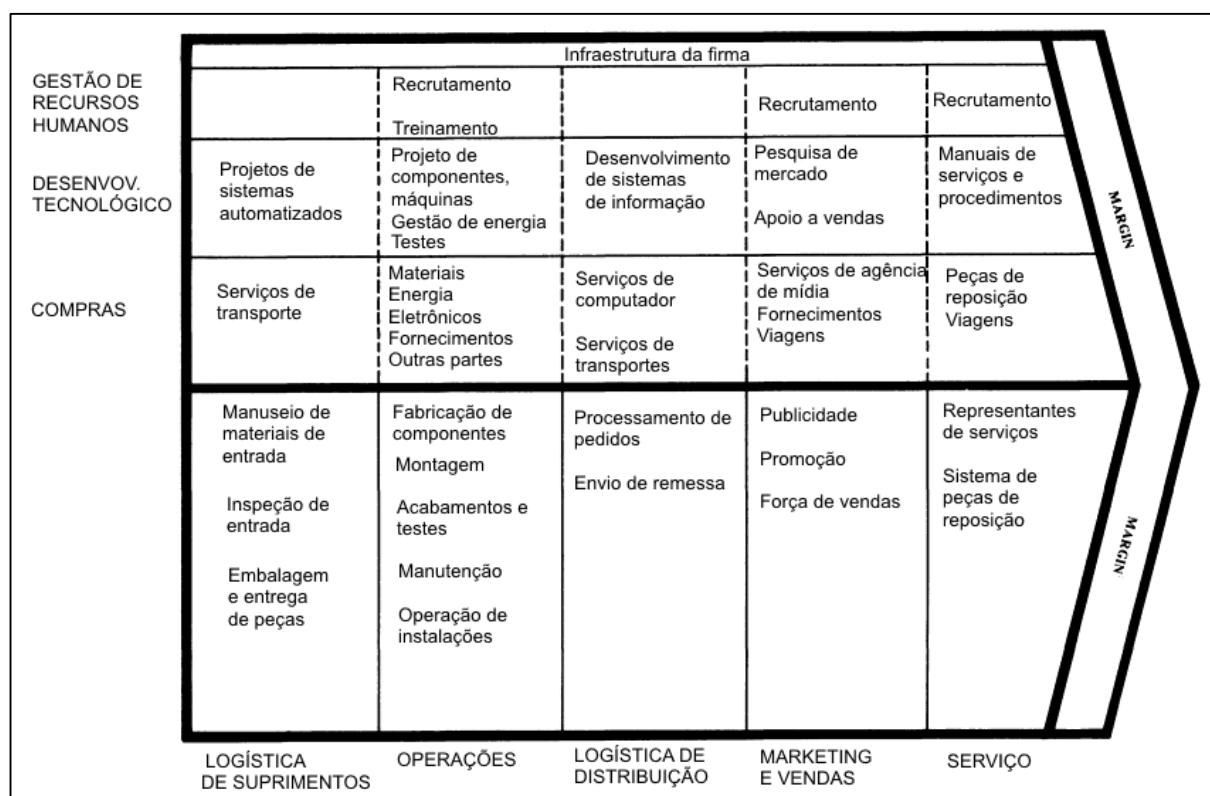 Infraestrutura da firma
GESTÃO DE
RECURSOS
HUMANOS
Recrutamento
Treinamento
Recrutamento
Recrutamento
DESENVOV.
TECNOLÓGICO
Projetos de
sistemas
automatizados
Projeto de
componentes,
máquinas
Gestão de energia
Testes
Desenvolvimento
de sistemas
de informação
Pesquisa de
mercado
Apoio a vendas
Manuais de
serviços e
procedimentos
MARGIN
COMPRAS
Serviços de
transporte
Materiais
Energia
Eletrônicos
Fornecimentos
Outras partes
Serviços de
computador
Serviços de
transportes
Serviços de agência
de mídia
Fornecimentos
Viagens
Peças de
reposição
Viagens
Manuseio de
materiais de
entrada
Inspeção de
entrada
Embalagem
e entrega
de peças
Fabricação de
componentes
Montagem
Acabamentos e
testes
Manutenção
Operação de
instalações
Processamento de
pedidos
Envio de remessa
Publicidade
Promoção
Força de vendas
Representantes
de serviços
Sistema de
peças de
reposição
MARGIN
LOGÍSTICA
DE SUPRIMENTOS
OPERAÇÕES
LOGÍSTICA DE
DISTRIBUIÇÃO
MARKETING
E VENDAS
SERVIÇO